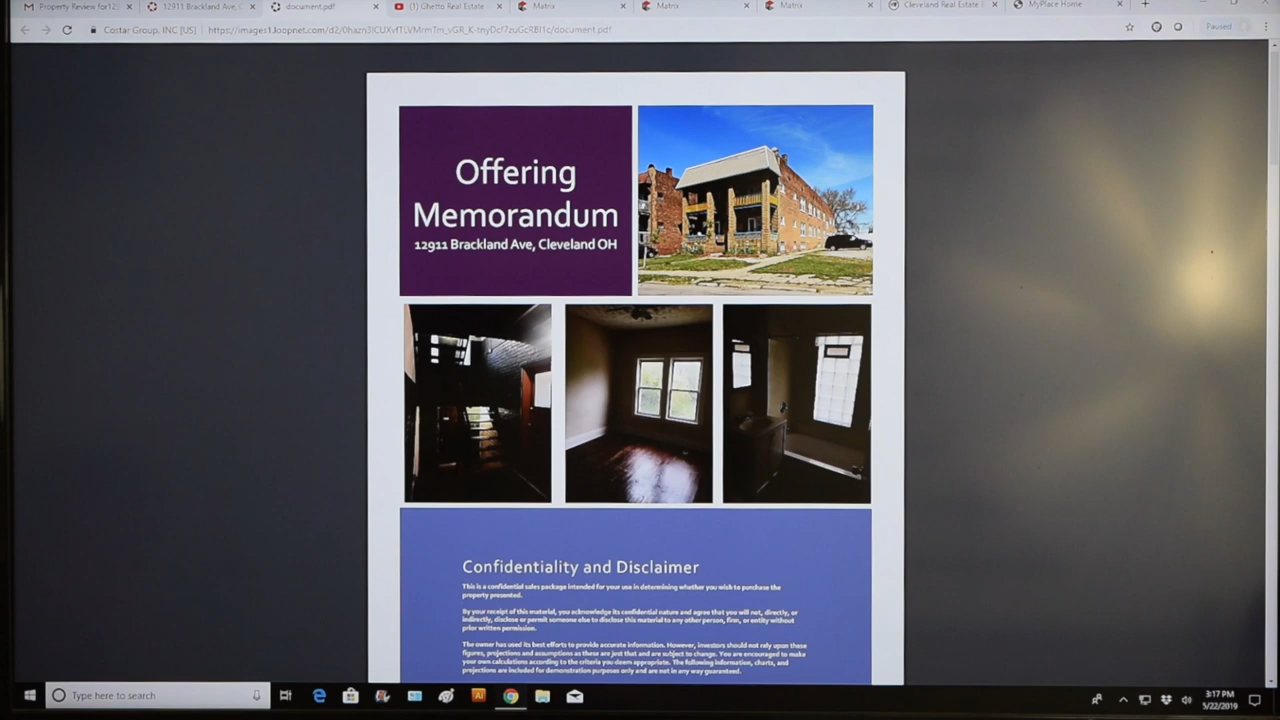 Property Review for12:
12911 Brackland Ave, C
document.pdf
(1) Ghetto Real Estate
Matrix
Matrix
Matrix
Cleveland Real Estate
MyPlace Home
Costar Group, INC [US]
Paused
Offering
Memorandum
12911 Brackland Ave, Cleveland OH
Confidentiality and Disclaimer
This is a confidential sales package intended for your use in determining whether you wish to purchase the
property presented.
By your receipt of this material, you acknowledge its confidential nature and agree that you will not, directly, or
indirectly, disclose or permit someone else to disclose this material to any other person, firm, or entity without
prior written permission.
The owner has used its best efforts to provide accurate information. However, investors should not rely upon these
figures, projections and assumptions as these are just that and are subject to change. You are encouraged to make
your own calculations according to the criteria you deem appropriate. The following information, charts, and
projections are included for demonstration purposes only and are not in any way guaranteed.
Type here to search
Ai
3:17 PM
5/22/2019